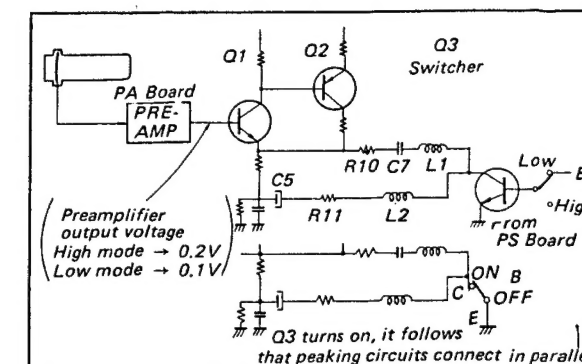 Q1
Q2
Q3
Switcher
PA Board
PRE-
AMP
R10 C7 L1
Low
High
C5
R11
L2
from
PS Board
Preamplifier
output voltage
High mode → 0.2V
Low mode → 0.1V
ON B
C
OFF
E
Q3 turns on, it follows
that peaking circuits connect in